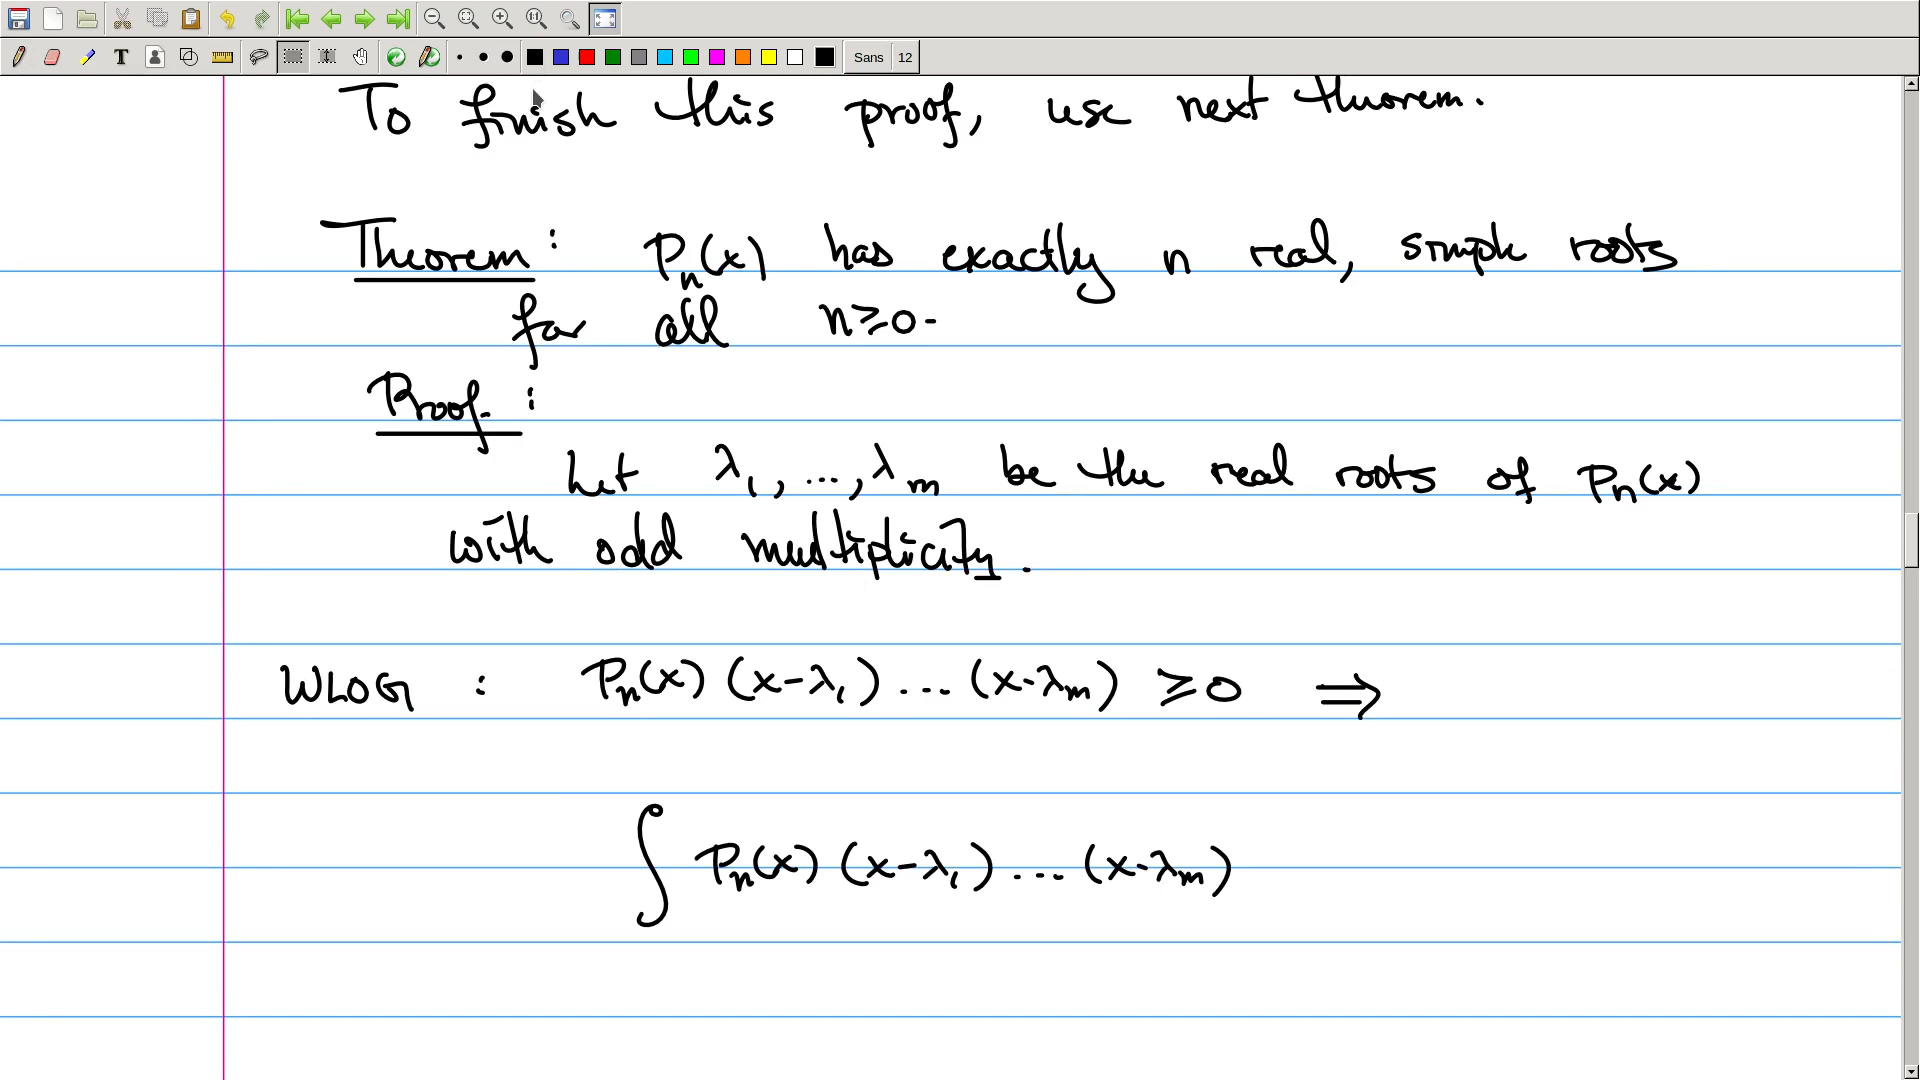 Sans 12
To finish this proof, use next theorem.
Theorem: Pₙ(x) has exactly n real, simple roots
for all n≥0.
Proof:
Let λ₁,...,λₘ be the real roots of Pₙ(x)
with odd multiplicity.
WLOG : Pₙ(x) (x-λ₁)...(x-λₘ) ≥0 ⇒
∫ Pₙ(x) (x-λ₁)...(x-λₘ)